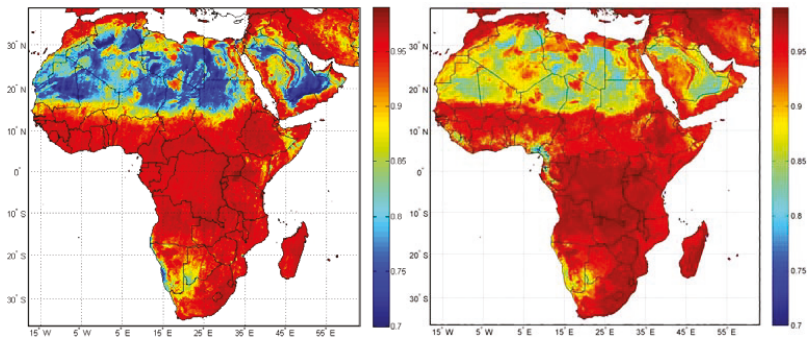 30° N
20° N
10° N
0°
10° S
20° S
30° S
15° W
5° W
5° E
15° E
25° E
35° E
45° E
55° E
0.95
0.9
0.85
0.8
0.75
0.7
30° N
20° N
10° N
0°
10° S
20° S
30° S
15° W
5° W
5° E
15° E
25° E
35° E
45° E
55° E
0.95
0.9
0.85
0.8
0.75
0.7